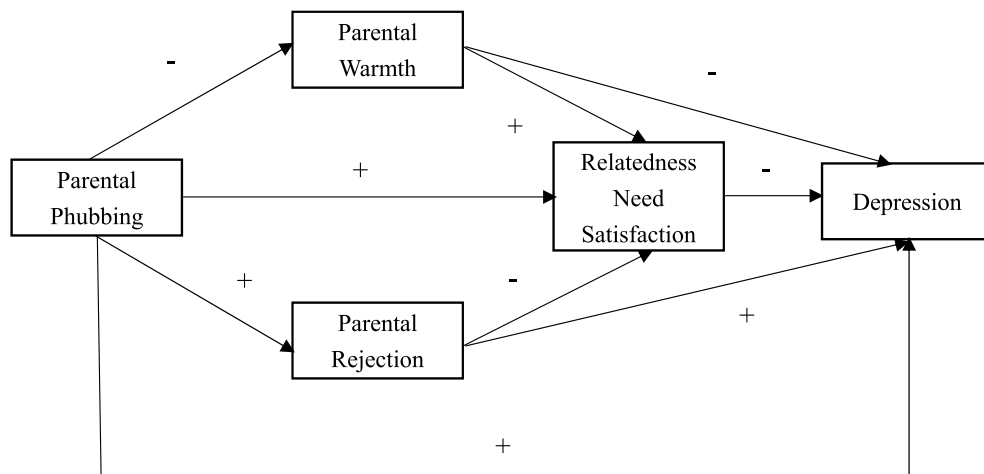 Parental
Warmth
-
-
+
Parental
Phubbing
+
Relatedness
Need
Satisfaction
-
Depression
+
-
Parental
Rejection
+
+